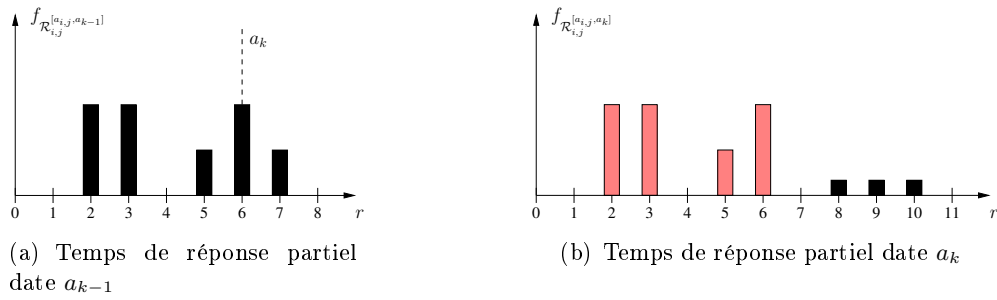 f_{\mathcal{R}_{i,j}^{[a_{i,j},a_{k-1}]}}
a_k
0 1 2 3 4 5 6 7 8 r
(a) Temps de réponse partiel
date a_{k−1}
f_{\mathcal{R}_{i,j}^{[a_{i,j},a_k]}}
0 1 2 3 4 5 6 7 8 9 10 11 r
(b) Temps de réponse partiel date a_k